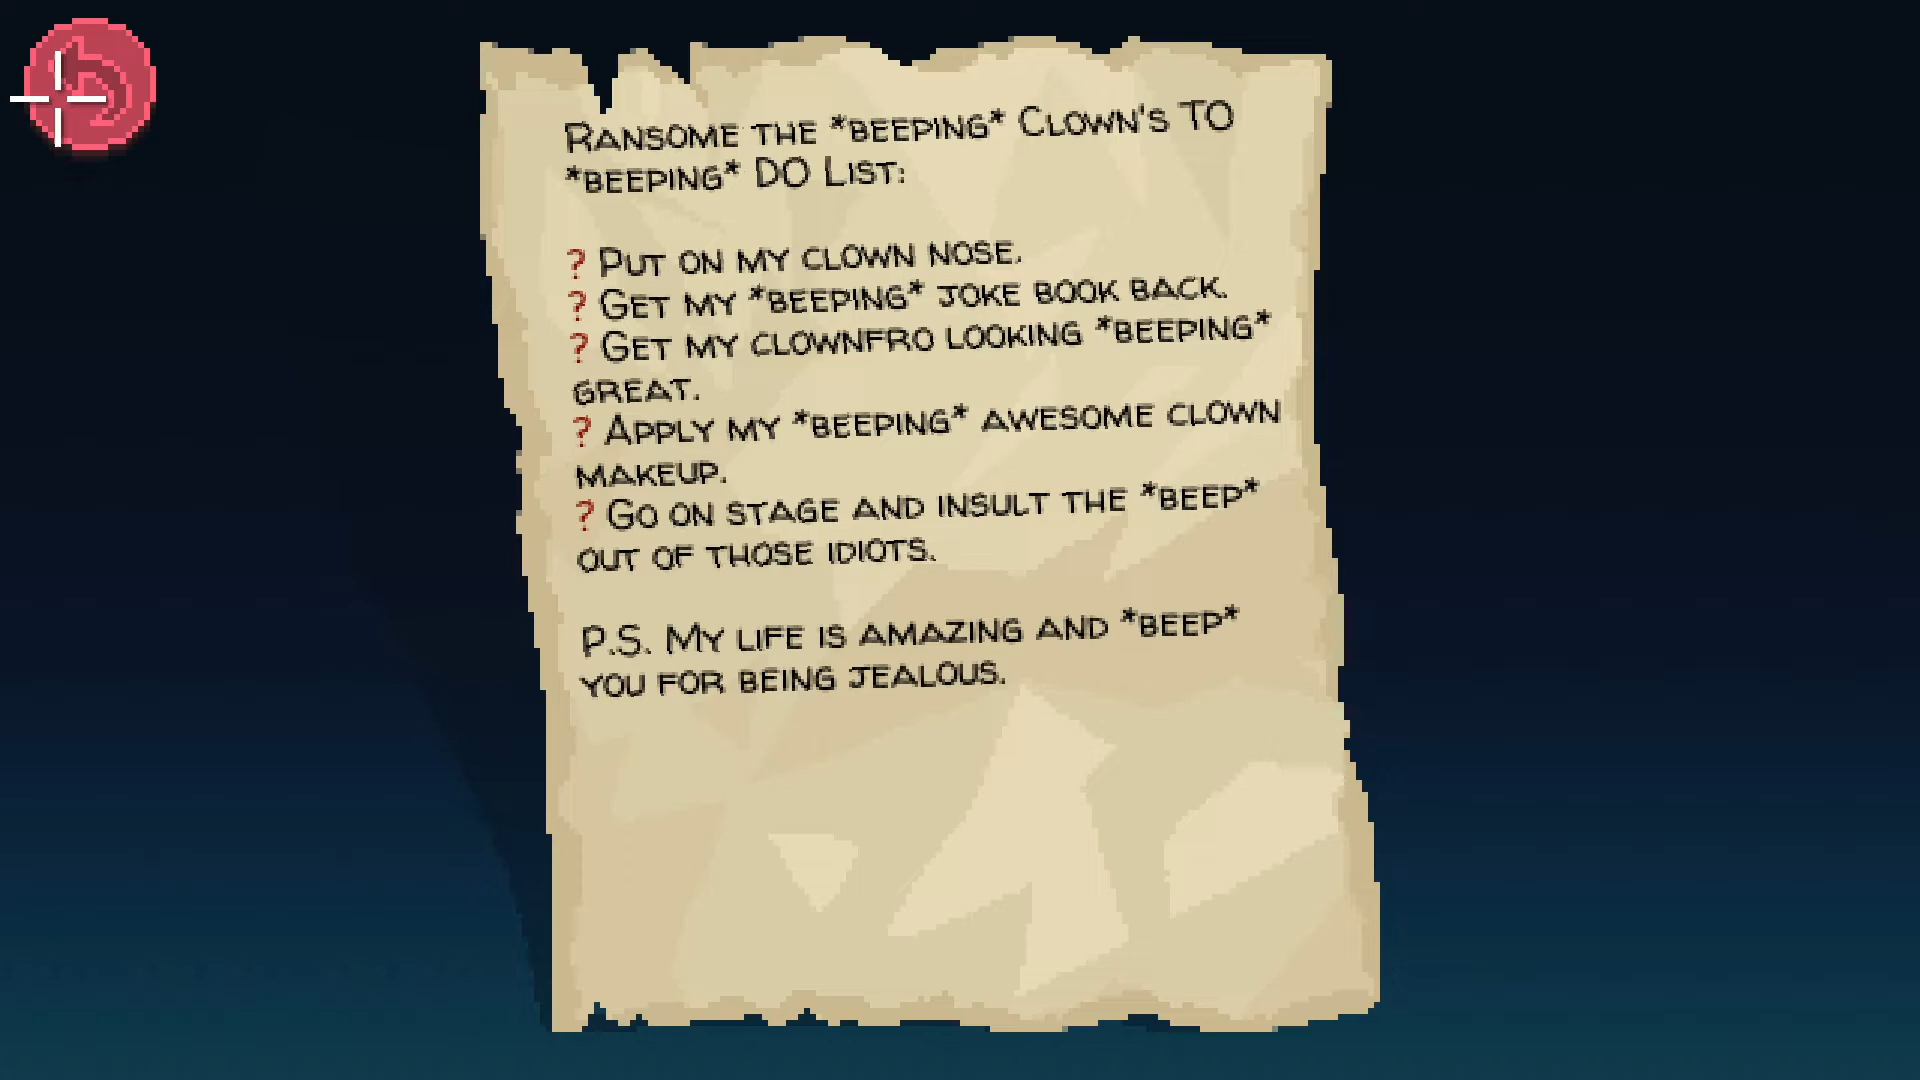 Ransome the *beeping* Clown's TO
*beeping* DO List:
? Put on my clown nose.
? Get my *beeping* joke book back.
? Get my clownfro looking *beeping*
great.
? Apply my *beeping* awesome clown
makeup.
? Go on stage and insult the *beep*
out of those idiots.
P.S. My life is amazing and *beep*
you for being jealous.